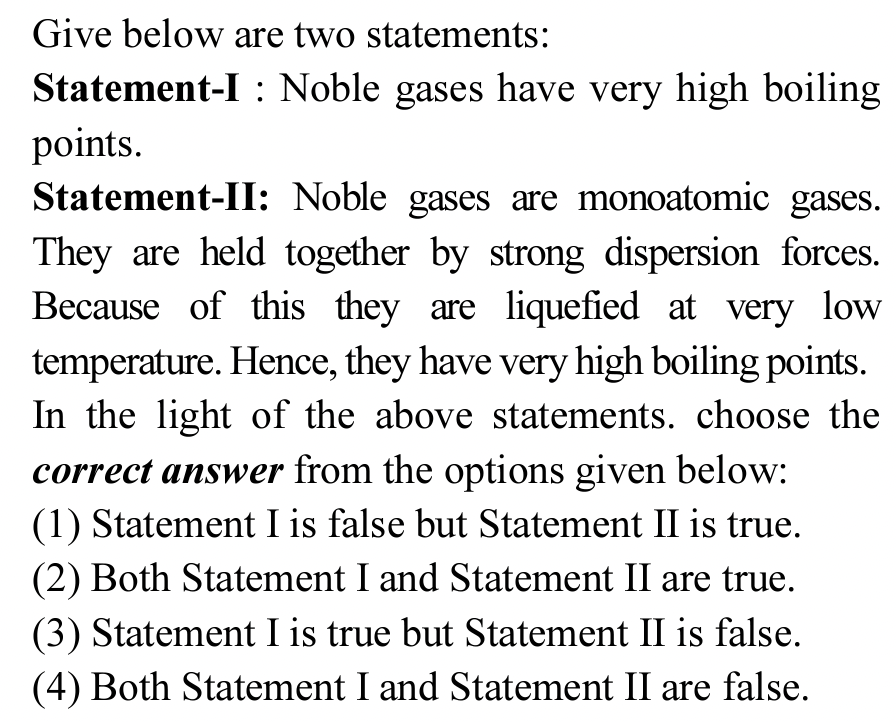 Give below are two statements:
Statement-I : Noble gases have very high boiling
points.
Statement-II: Noble gases are monoatomic gases.
They are held together by strong dispersion forces.
Because of this they are liquefied at very low
temperature. Hence, they have very high boiling points.
In the light of the above statements. choose the
correct answer from the options given below:
(1) Statement I is false but Statement II is true.
(2) Both Statement I and Statement II are true.
(3) Statement I is true but Statement II is false.
(4) Both Statement I and Statement II are false.